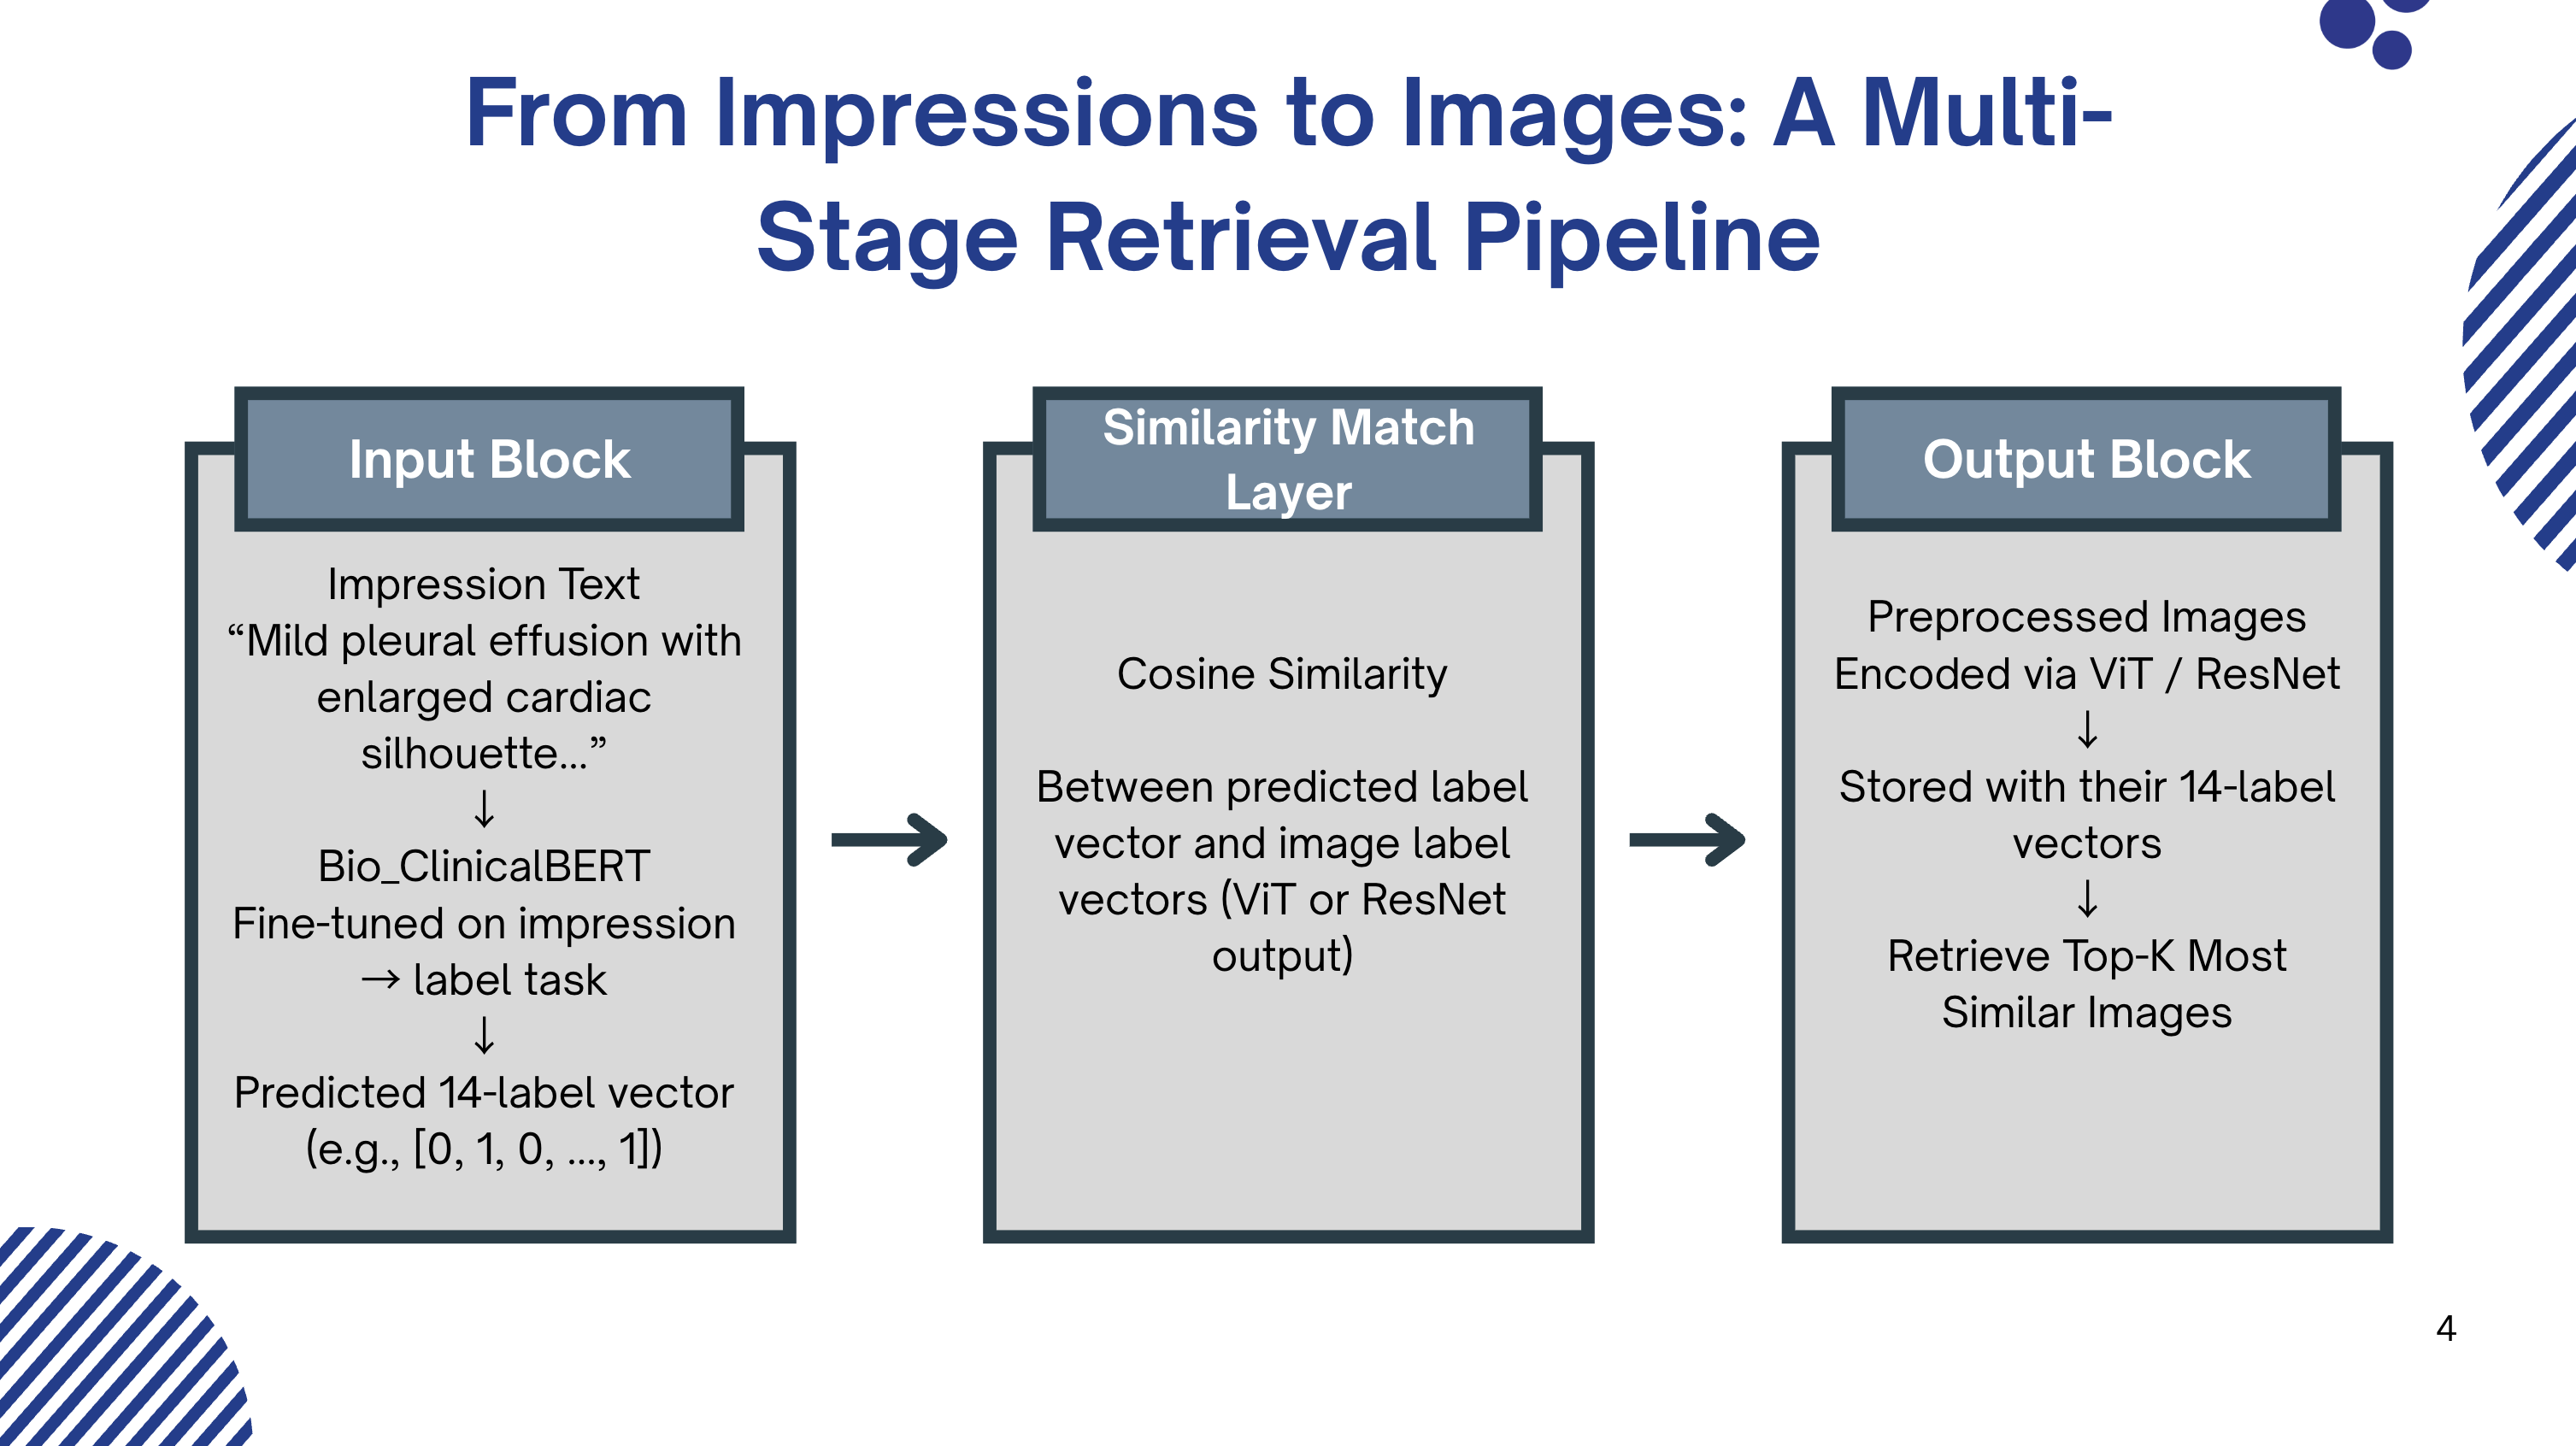 From Impressions to Images: A Multi-
Stage Retrieval Pipeline
Input Block
Impression Text
“Mild pleural effusion with
enlarged cardiac
silhouette...”
↓
Bio_ClinicalBERT
Fine-tuned on impression
→ label task
↓
Predicted 14-label vector
(e.g., [0, 1, 0, ..., 1])
Similarity Match
Layer
Cosine Similarity
Between predicted label
vector and image label
vectors (ViT or ResNet
output)
Output Block
Preprocessed Images
Encoded via ViT / ResNet
↓
Stored with their 14-label
vectors
↓
Retrieve Top-K Most
Similar Images
4